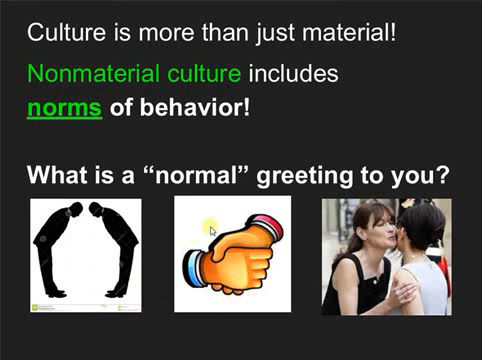 Culture is more than just material!
Nonmaterial culture includes
norms of behavior!
What is a “normal” greeting to you?